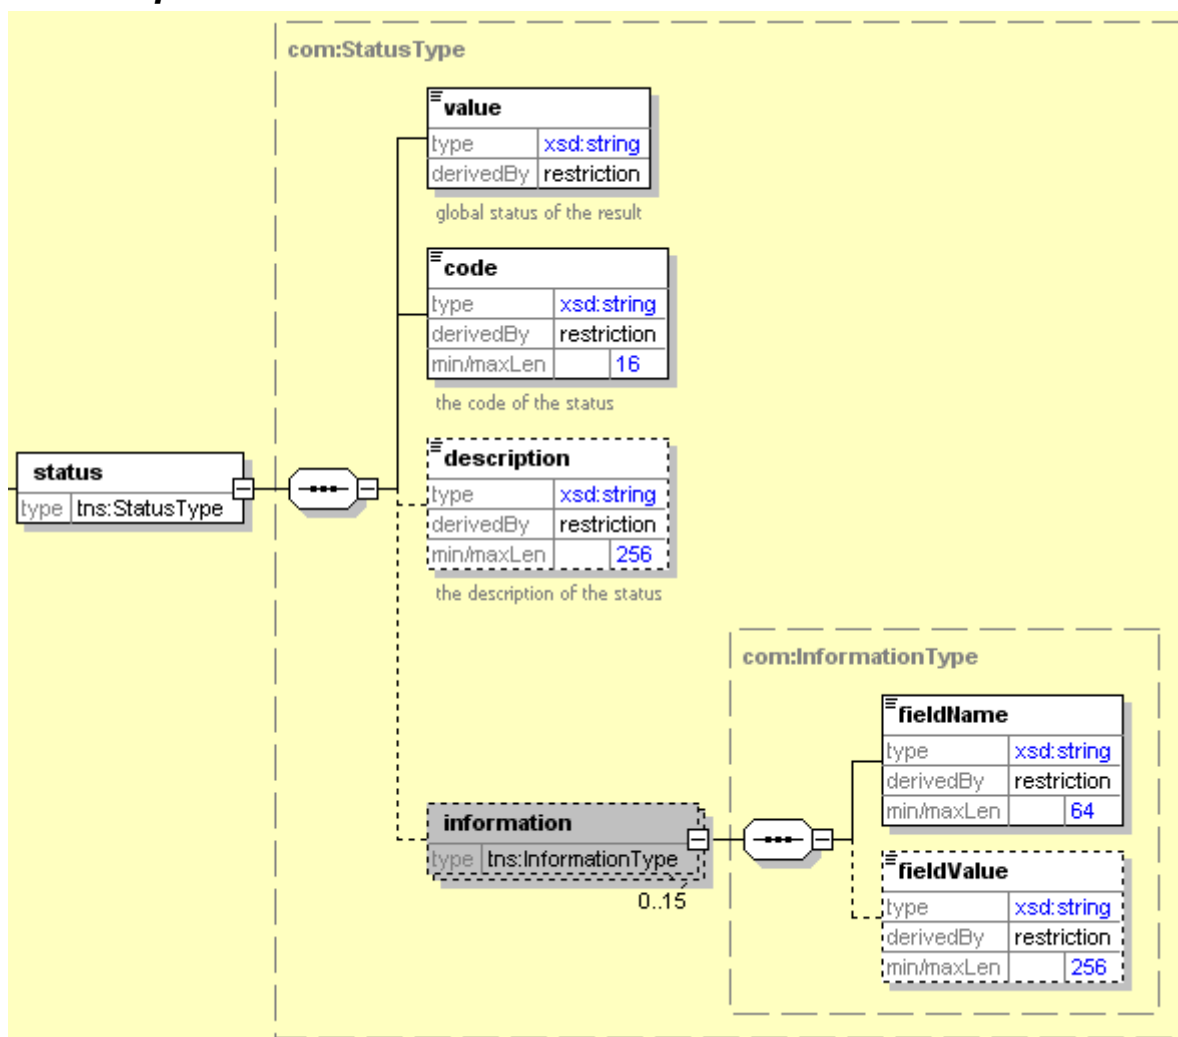 com:StatusType
value
type xsd:string
derivedBy restriction
global status of the result
code
type xsd:string
derivedBy restriction
min/maxLen 16
the code of the status
description
type xsd:string
derivedBy restriction
min/maxLen 256
the description of the status
status
type tns:StatusType
com:InformationType
fieldName
type xsd:string
derivedBy restriction
min/maxLen 64
information
type tns:InformationType
0..15
fieldValue
type xsd:string
derivedBy restriction
min/maxLen 256